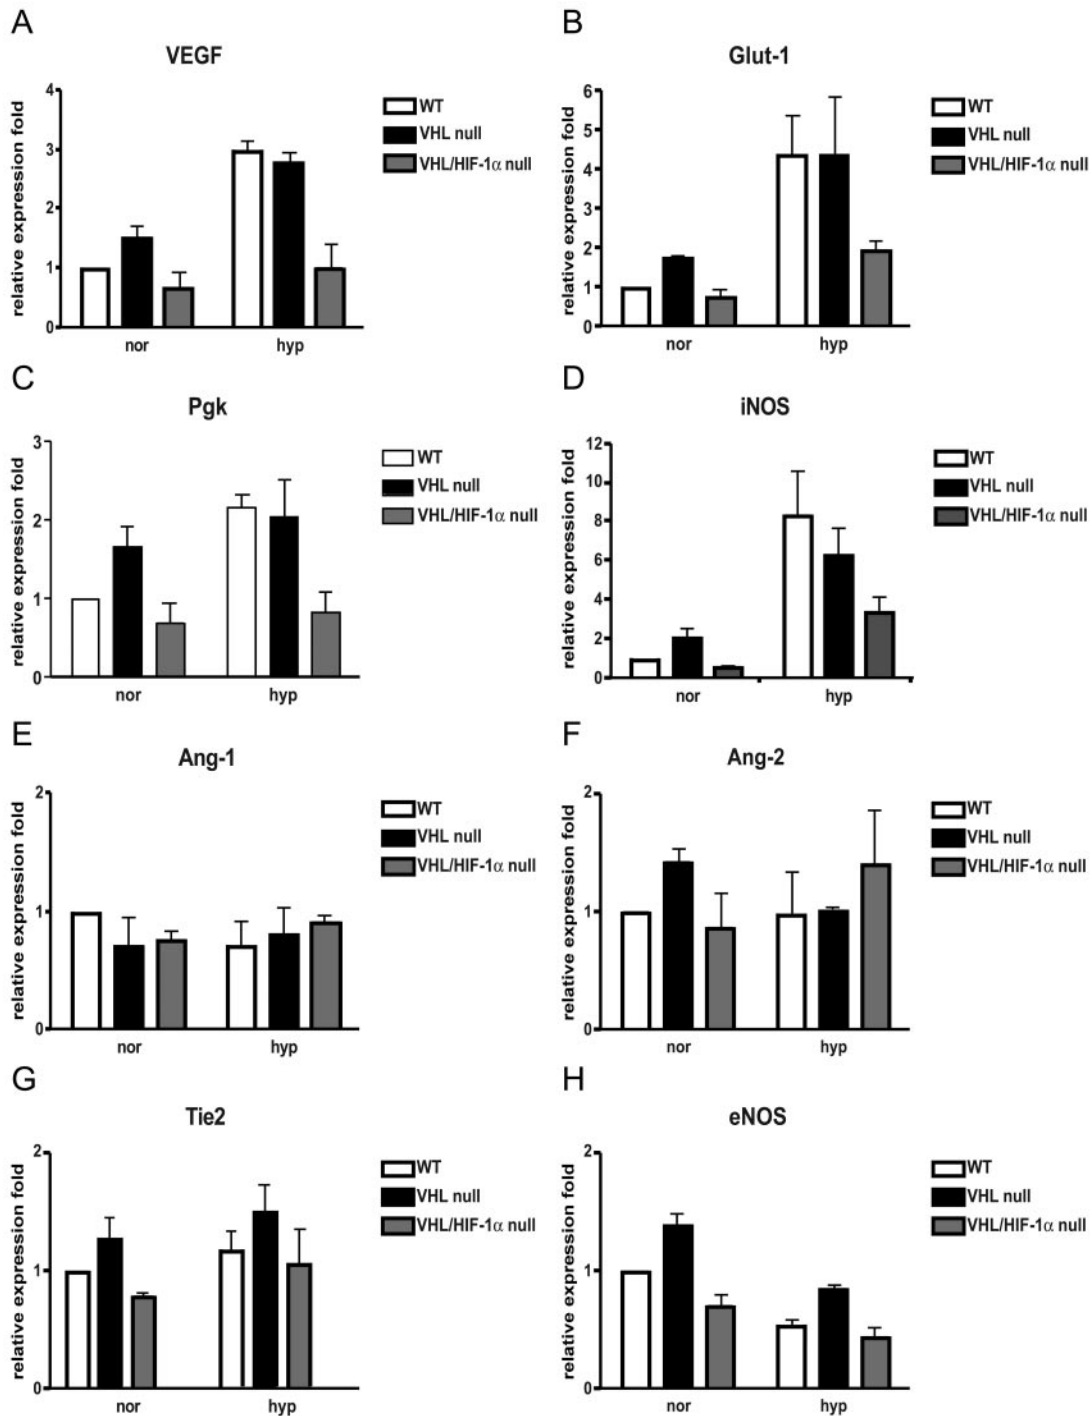 A
VEGF
relative expression fold
4
3
2
1
0
nor
hyp
WT
VHL null
VHL/HIF-1α null
B
Glut-1
relative expression fold
6
5
4
3
2
1
0
nor
hyp
WT
VHL null
VHL/HIF-1α null
C
Pgk
relative expression fold
3
2
1
0
nor
hyp
WT
VHL null
VHL/HIF-1α null
D
iNOS
relative expression fold
12
10
8
6
4
2
0
nor
hyp
WT
VHL null
VHL/HIF-1α null
E
Ang-1
relative expression fold
2
1
0
nor
hyp
WT
VHL null
VHL/HIF-1α null
F
Ang-2
relative expression fold
2
1
0
nor
hyp
WT
VHL null
VHL/HIF-1α null
G
Tie2
relative expression fold
2
1
0
nor
hyp
WT
VHL null
VHL/HIF-1α null
H
eNOS
relative expression fold
2
1
0
nor
hyp
WT
VHL null
VHL/HIF-1α null